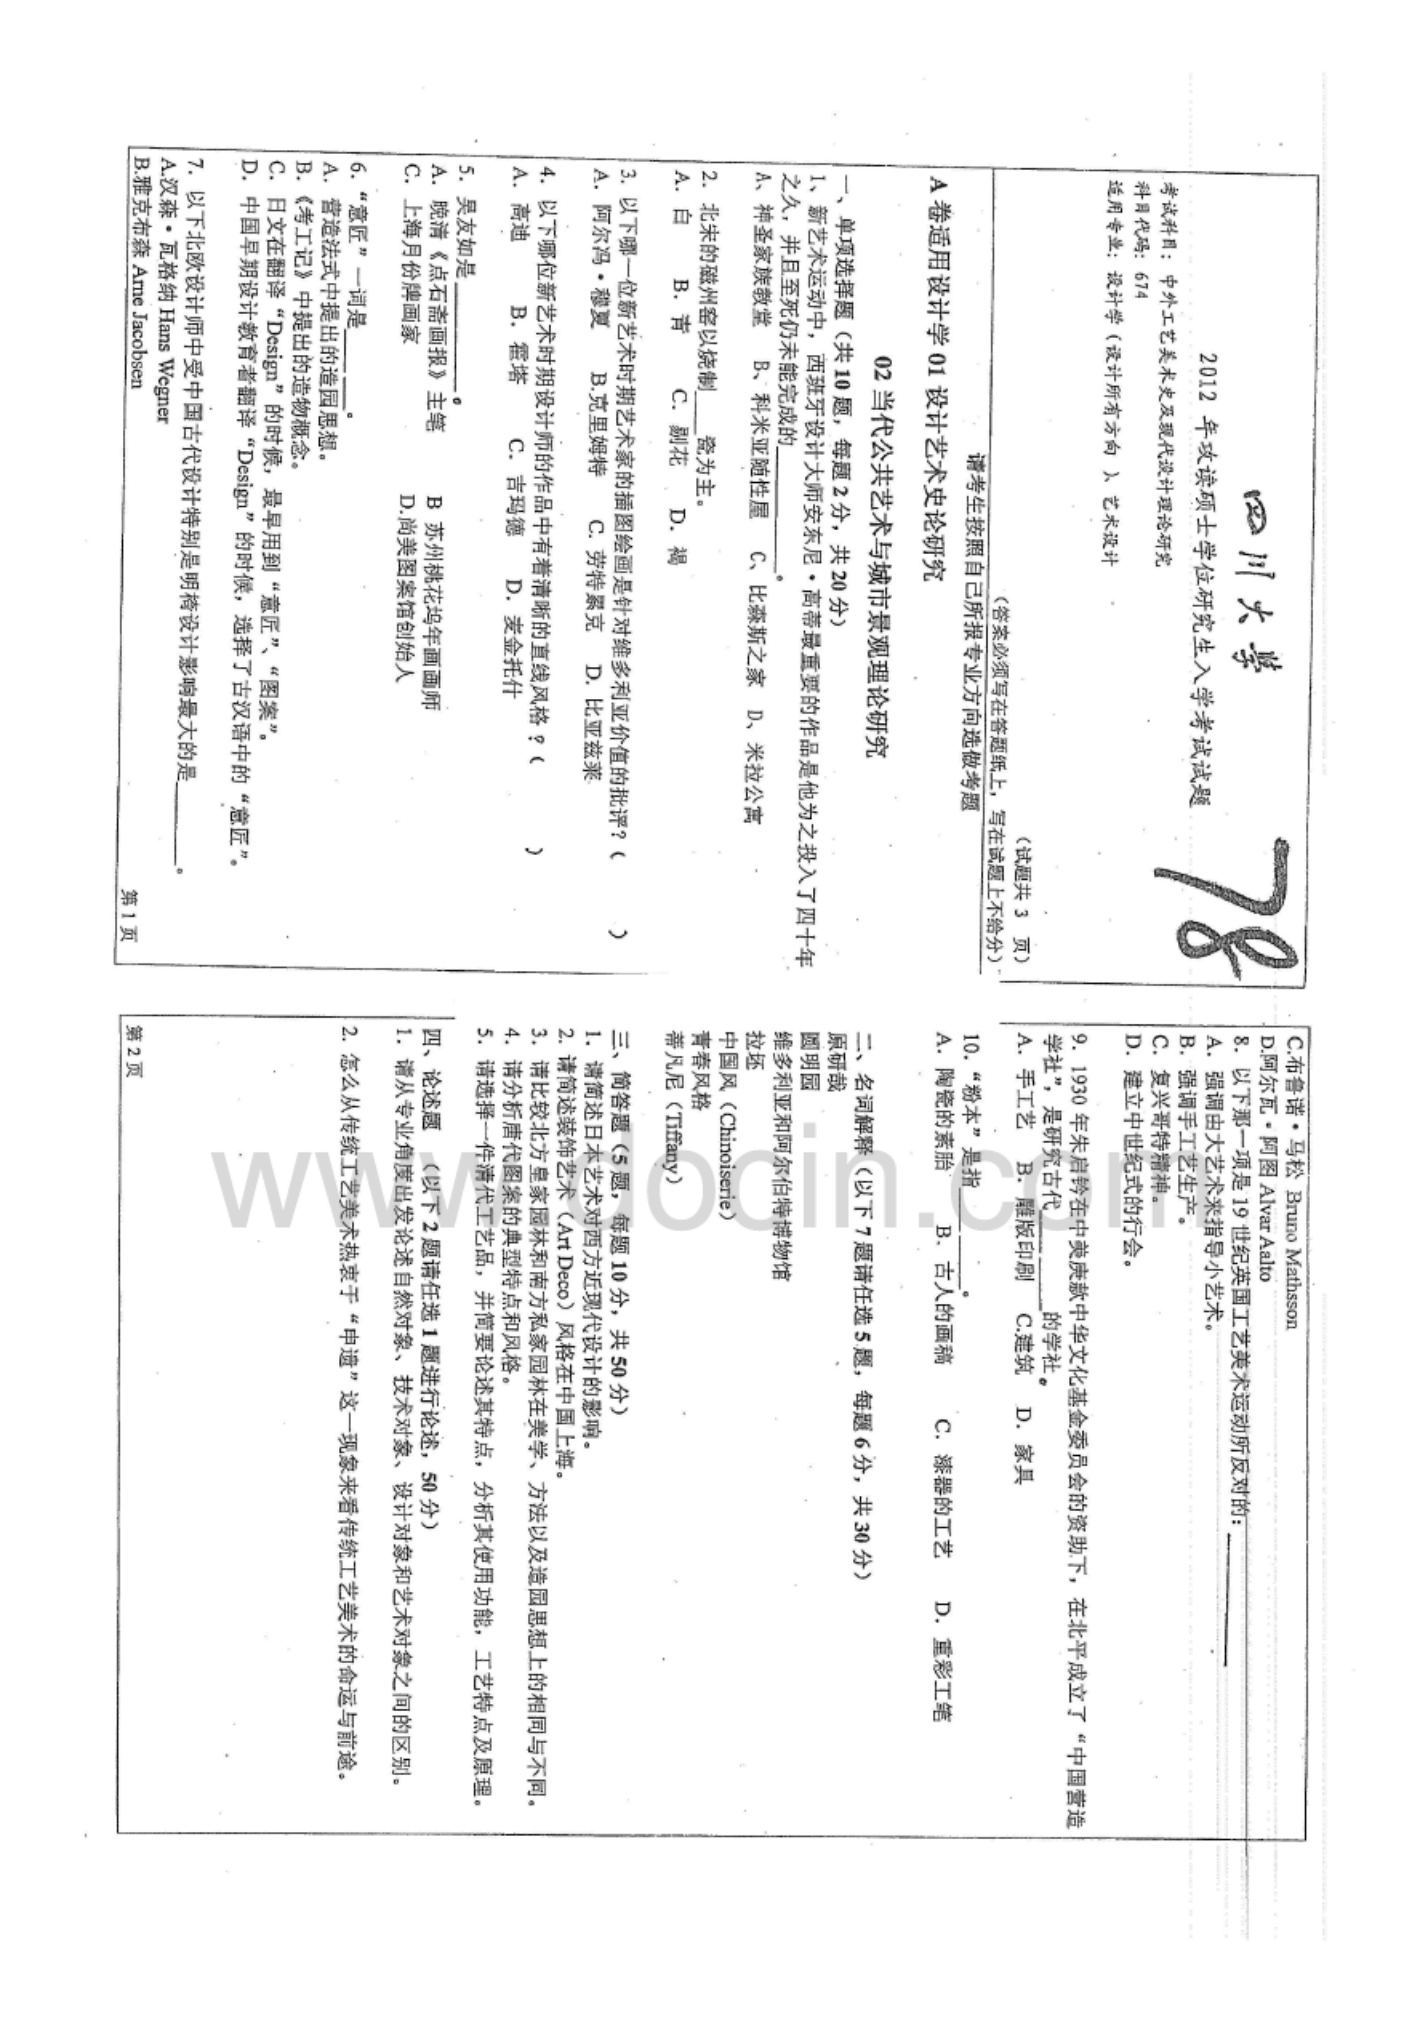 四川大学
78
2012 年攻读硕士学位研究生入学考试试题
考试科目：中外工艺美术史及现代设计理论研究
科目代码：674
适用专业：设计学（设计所有方向）、艺术设计
（试题共 3 页）
（答案必须写在答题纸上，写在试题上不给分）
请考生按照自己所报专业方向选做考题
A 卷适用设计学 01 设计艺术史论研究
02 当代公共艺术与城市景观理论研究
一、单项选择题（共 10 题，每题 2 分，共 20 分）
1、新艺术运动中，西班牙设计大师安东尼·高蒂最重要的作品是他为之投入了四十年
之久，并且至死仍未能完成的________。
A、神圣家族教堂 B、科米亚随性屋 C、比森斯之家 D、米拉公寓
2．北宋的磁州窑以烧制____瓷为主。
A．白 B．青 C．剔花 D．褐
3．以下哪一位新艺术时期艺术家的插图绘画是针对维多利亚价值的批评？（ ）
A．阿尔冯·穆夏 B.克里姆特 C．劳特累克 D．比亚兹莱
4．以下哪位新艺术时期设计师的作品中有着清晰的直线风格？（ ）
A．高迪 B．霍塔 C．吉玛德 D．麦金托什
5．吴友如是________。
A．晚清《点石斋画报》主笔 B 苏州桃花坞年画画师
C．上海月份牌画家 D.尚美图案馆创始人
6．“意匠”一词是________。
A．营造法式中提出的造园思想。
B．《考工记》中提出的造物概念。
C．日文在翻译“Design”的时候，最早用到“意匠”、“图案”。
D．中国早期设计教育者翻译“Design”的时候，选择了古汉语中的“意匠”。
7．以下北欧设计师中受中国古代设计特别是明椅设计影响最大的是________。
A.汉森·瓦格纳 Hans Wegner
B.雅克布森 Arne Jacobsen
第 1 页
C.布鲁诺·马松 Bruno Mathsson
D.阿尔瓦·阿图 Alvar Aalto
8．以下那一项是 19 世纪英国工艺美术运动所反对的：________
A．强调由大艺术来指导小艺术。
B．强调手工艺生产。
C．复兴哥特精神。
D．建立中世纪式的行会。
9．1930 年朱启钤在中英庚款中华文化基金委员会的资助下，在北平成立了“中国营造
学社”，是研究古代________的学社。
A．手工艺 B．雕版印刷 C.建筑 D．家具
10．“粉本”是指________。
A．陶瓷的素胎 B．古人的画稿 C．漆器的工艺 D．重彩工笔
二、名词解释（以下 7 题请任选 5 题，每题 6 分，共 30 分）
原研哉
圆明园
维多利亚和阿尔伯特博物馆
拉坯
中国风（Chinoiserie）
青春风格
蒂凡尼（Tiffany）
三、简答题（5 题，每题 10 分，共 50 分）
1．请简述日本艺术对西方近现代设计的影响。
2．请简述装饰艺术（Art Deco）风格在中国上海。
3．请比较北方皇家园林和南方私家园林在美学、方法以及造园思想上的相同与不同。
4．请分析唐代图案的典型特点和风格。
5．请选择一件清代工艺品，并简要论述其特点，分析其使用功能，工艺特点及原理。
四、论述题 （以下 2 题请任选 1 题进行论述，50 分）
1．请从专业角度出发论述自然对象、技术对象、设计对象和艺术对象之间的区别。
2．怎么从传统工艺美术热衷于“申遗”这一现象来看传统工艺美术的命运与前途。
第 2 页
www.docin.com